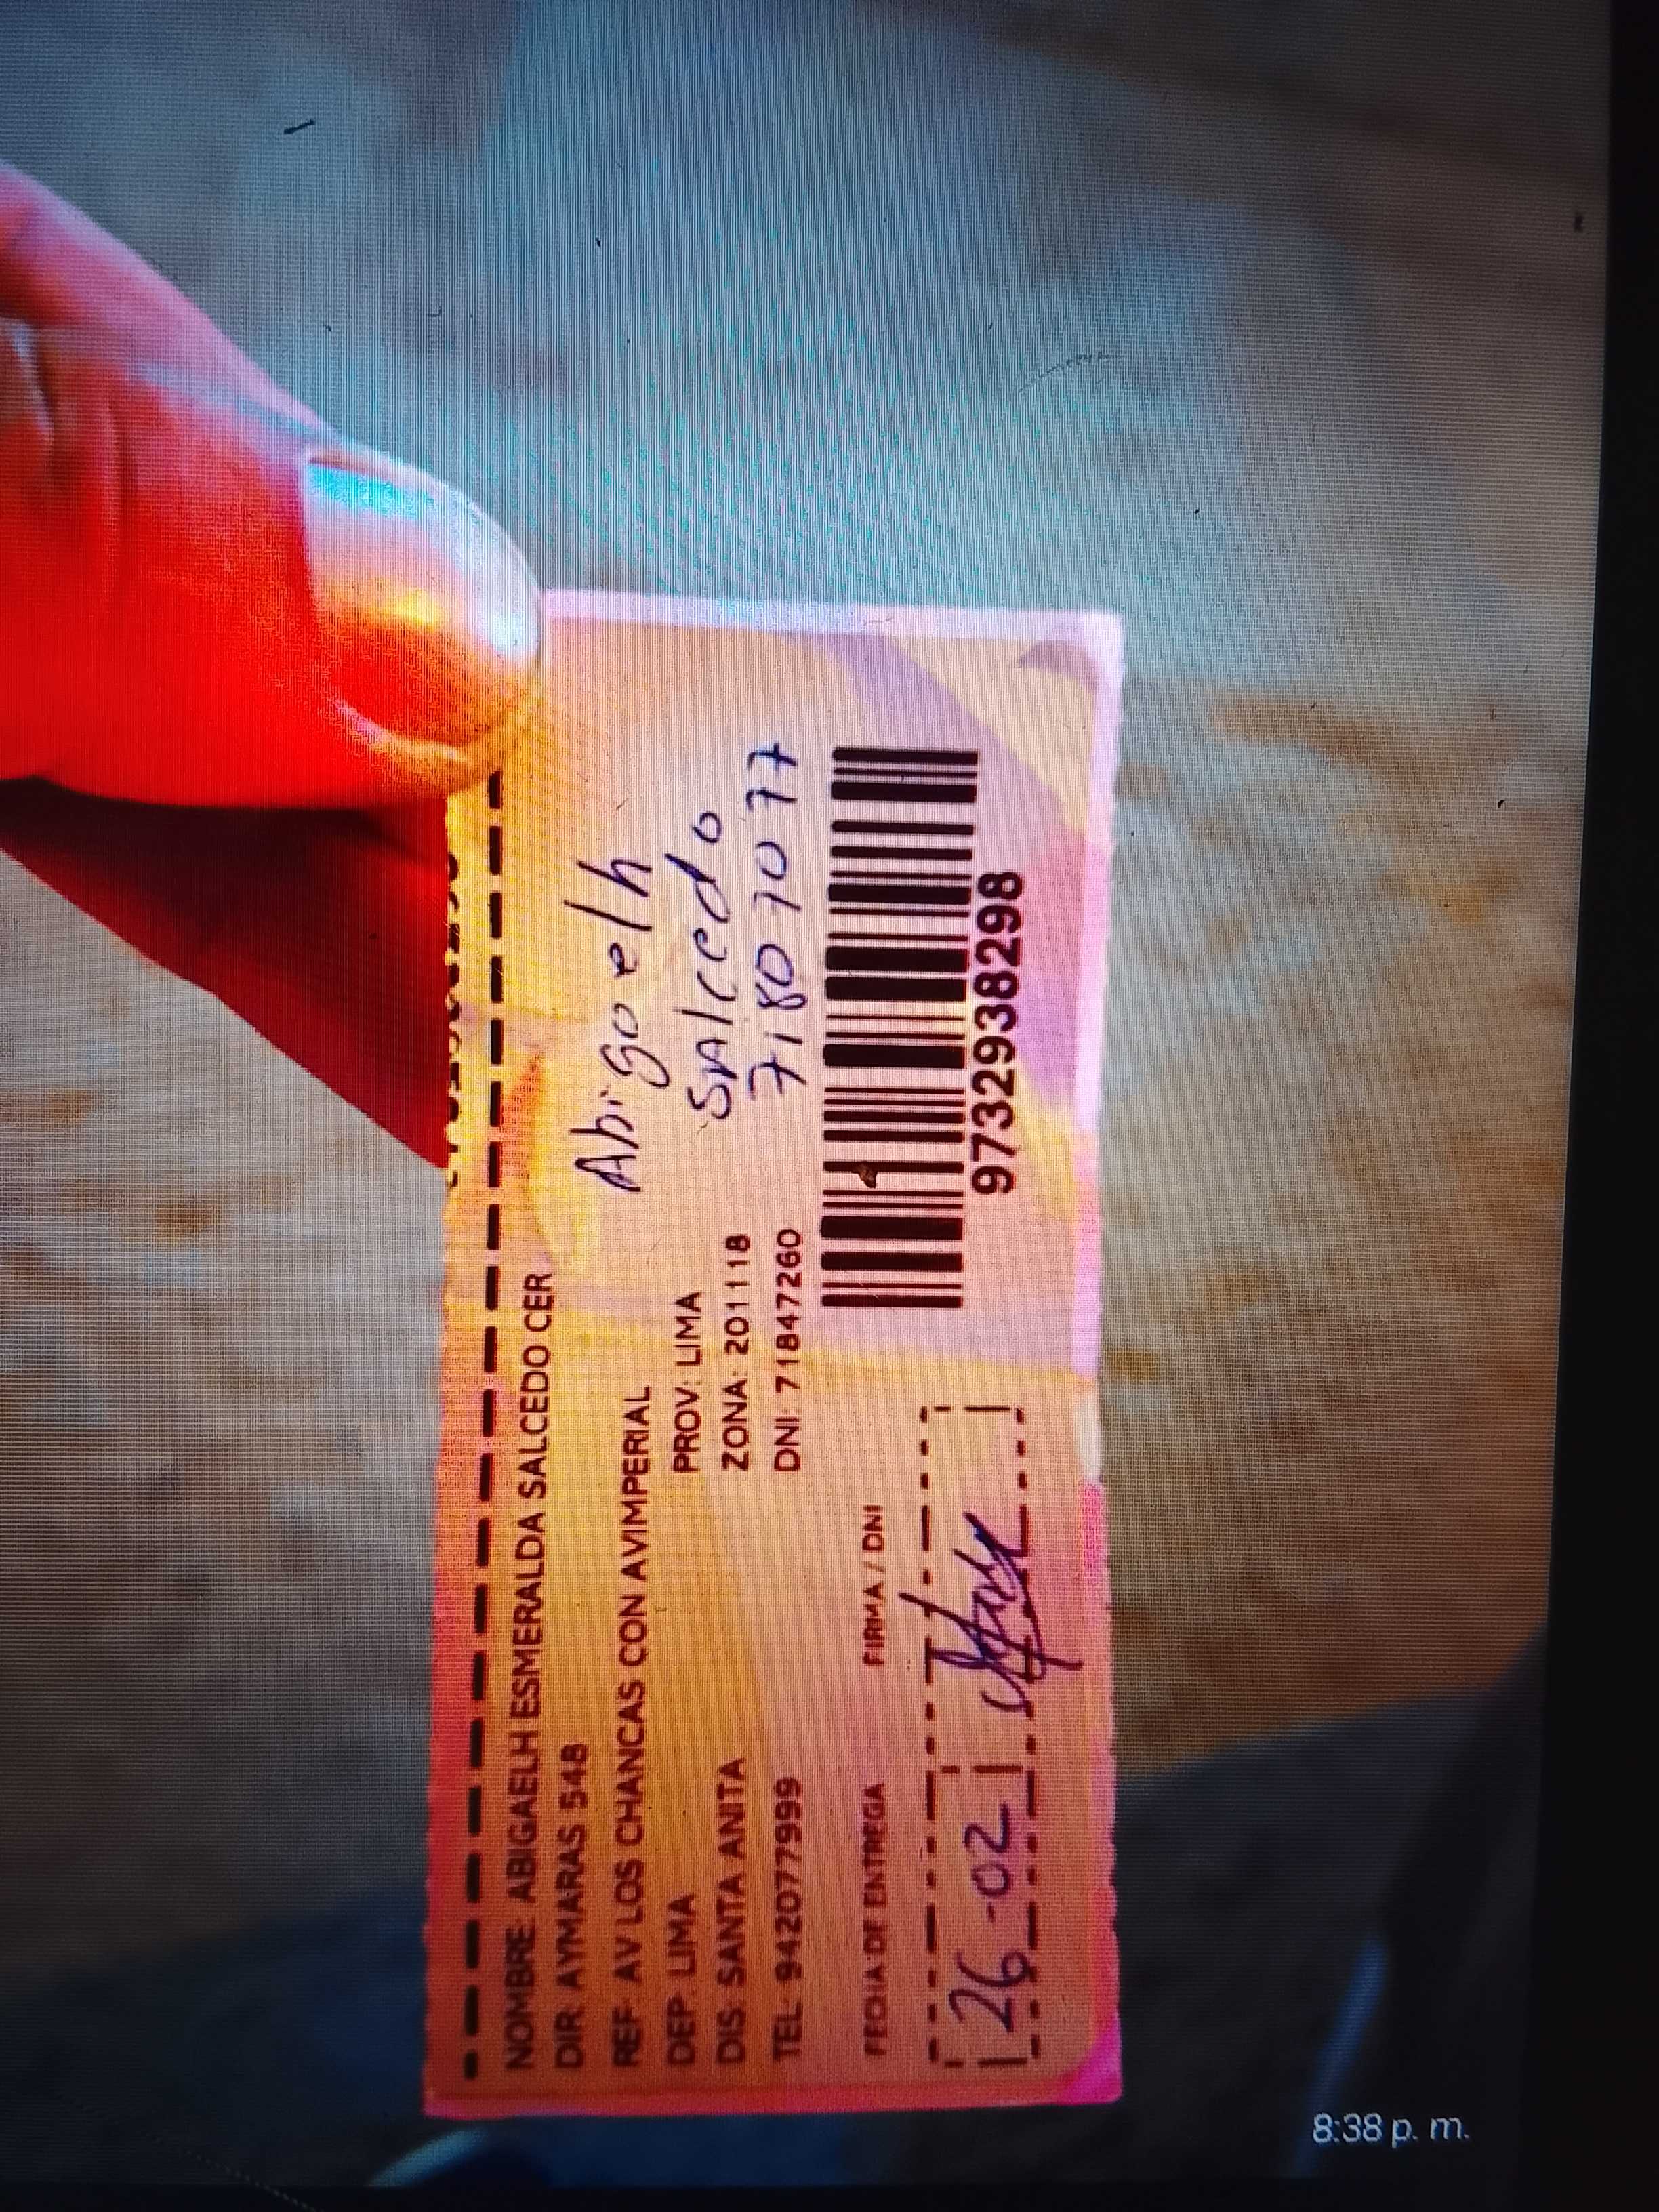 NOMBRE: ABIGAELH ESMERALDA SALCEDO CER
DIR: AYMARAS 548
REF: AV LOS CHANCAS CON AVIMPERIAL
DEP: LIMA PROV: LIMA
DIS: SANTA ANITA ZONA: 201118
TEL: 942077999 DNI: 71847260
Abigaelh
Salcedo
71807077
FECHA DE ENTREGA FIRMA / DNI
26-02
973293838298
8:38 p. m.